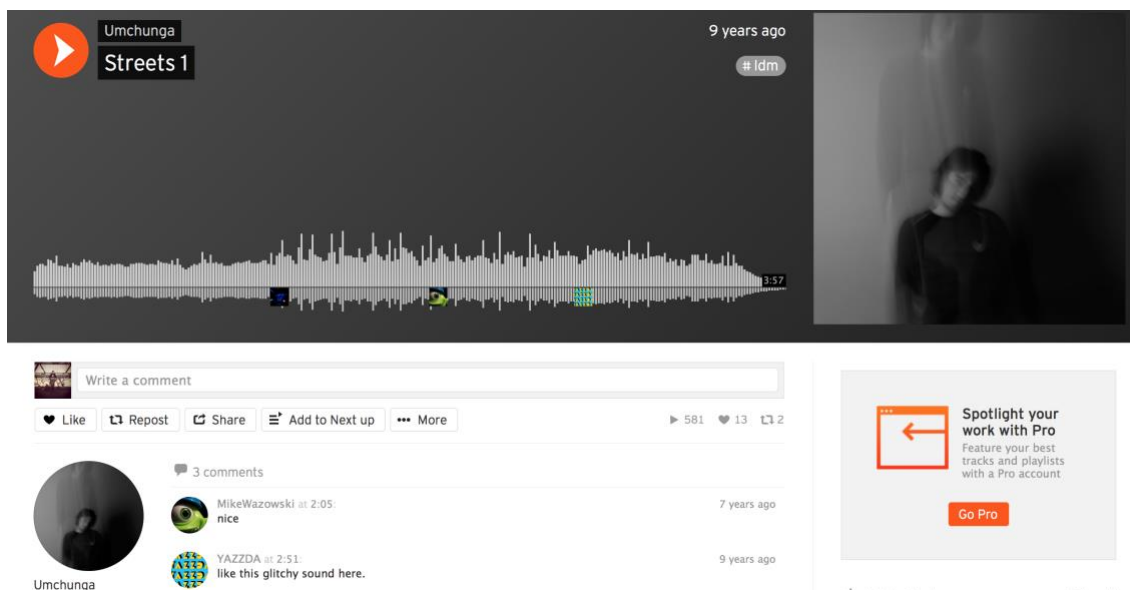 Umchunga
Streets 1
9 years ago
# Idm
3:57
Write a comment
Like
Repost
Share
Add to Next up
More
581
13
2
3 comments
MikeWazowski at 2:05:
nice
7 years ago
YAZZDA at 2:51:
like this glitchy sound here.
9 years ago
Umchunga
Spotlight your
work with Pro
Feature your best
tracks and playlists
with a Pro account
Go Pro